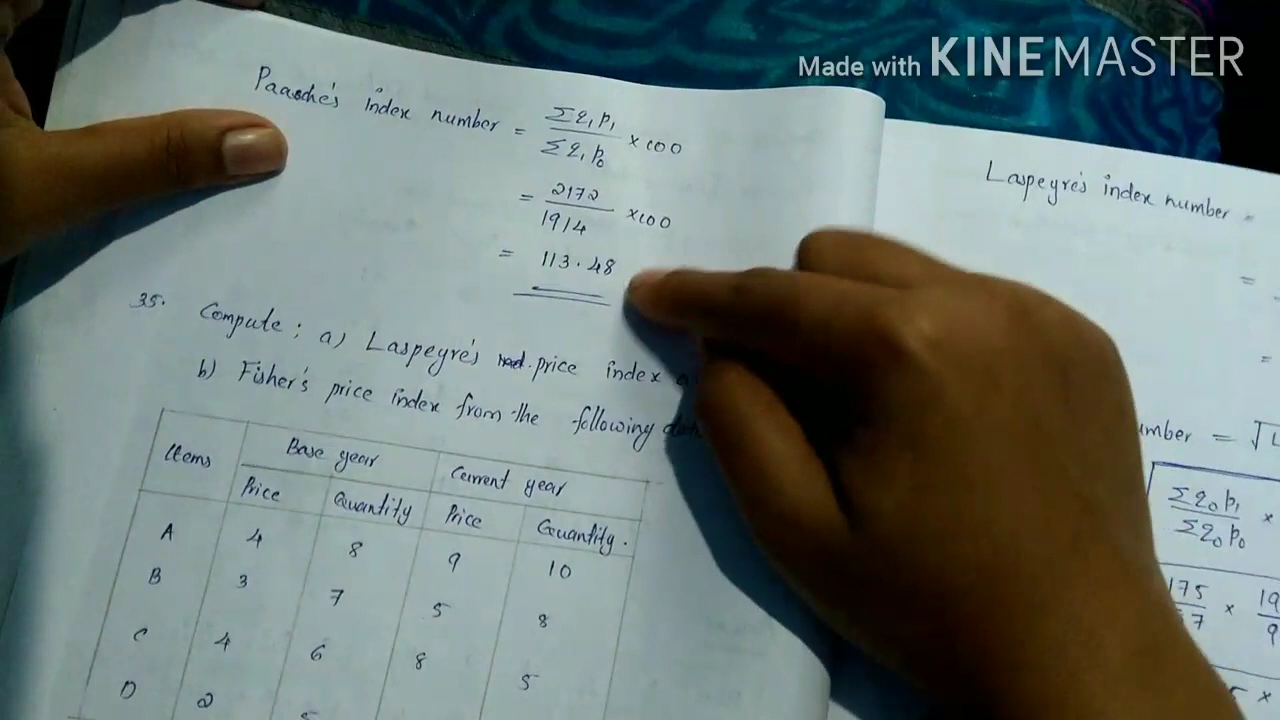 Made with KINEMASTER
Paasche's index number = Σq₁p₁ / Σq₁p₀ × 100
= 2172 / 1914 × 100
= 113.48
35. Compute; a) Laspeyre's price index
b) Fisher's price index from the following
Items Base year Current year
Price Quantity Price Quantity.
A 4 8 9 10
B 3 7 5 8
C 4 6 8 5
D 2
Laspeyre's index number =
=
=
= √
Σq₀p₁ / Σq₀p₀ ×
175 / 7 ×